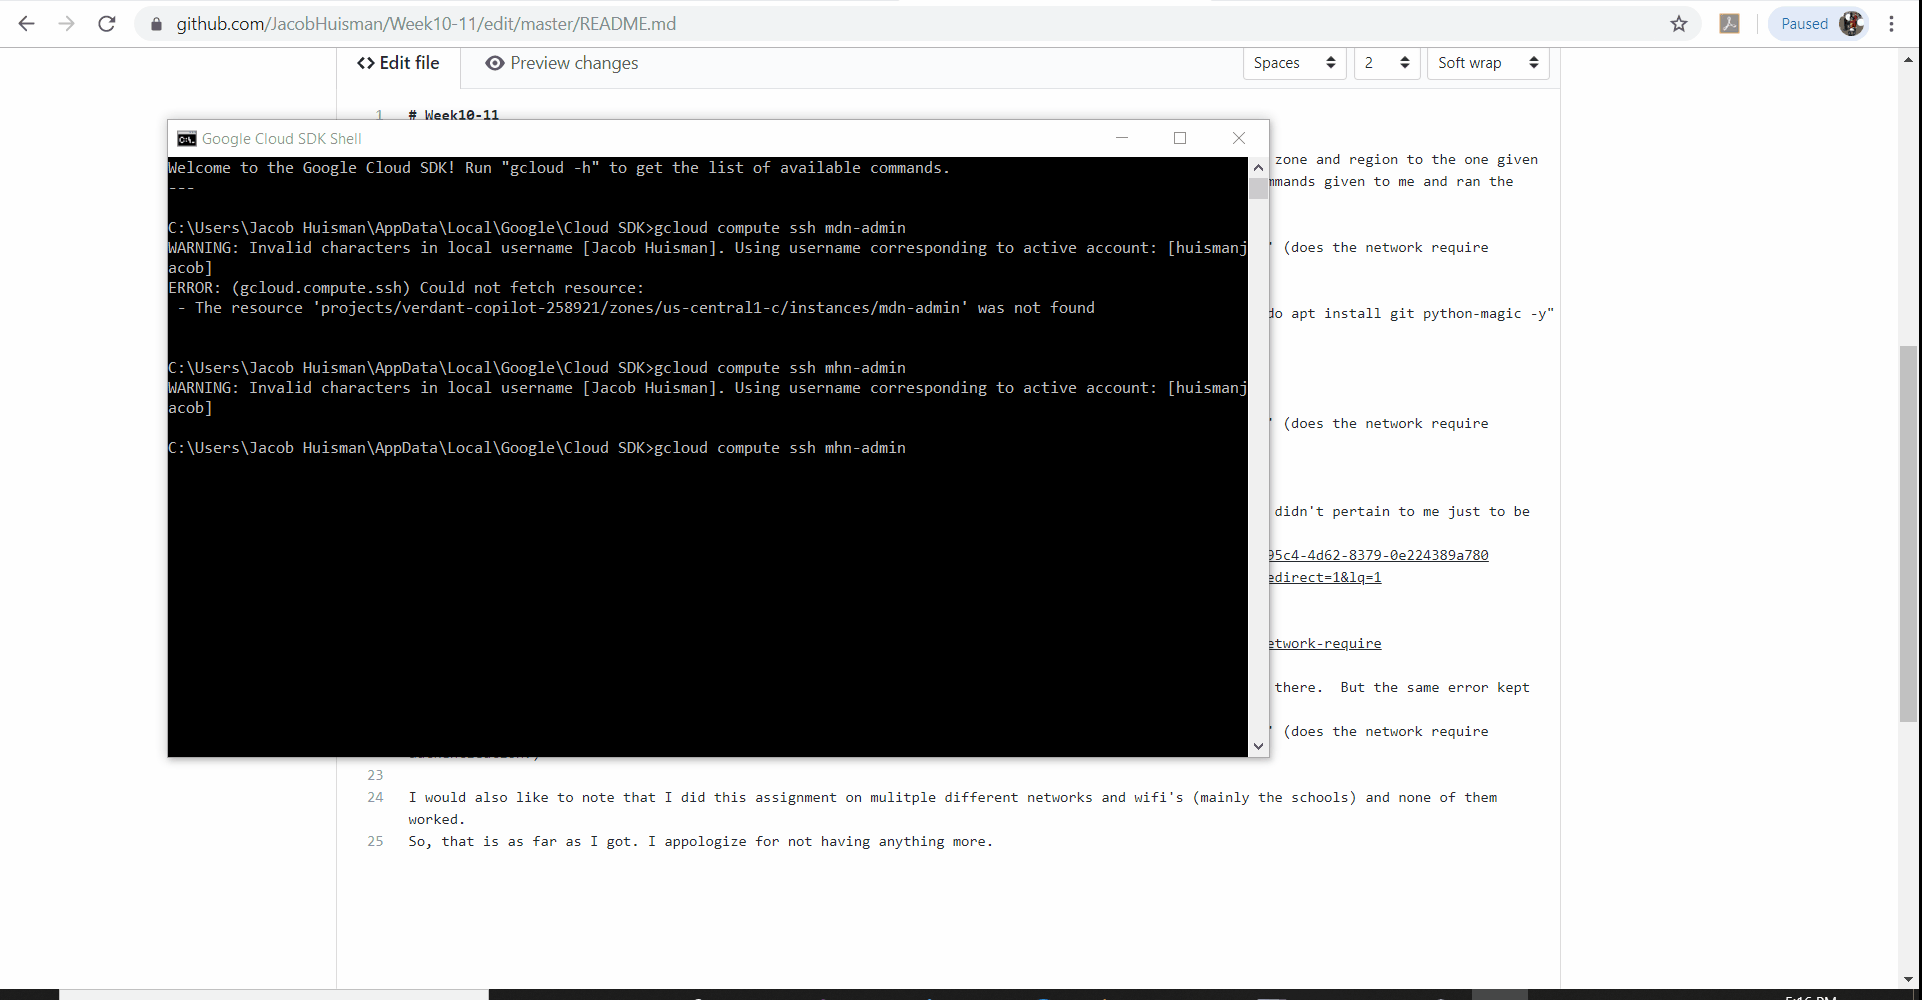 github.com/JacobHuisman/Week10-11/edit/master/README.md
Paused
<> Edit file
Preview changes
Spaces
2
Soft wrap
1 # Week10-11
Google Cloud SDK Shell
Welcome to the Google Cloud SDK! Run "gcloud -h" to get the list of available commands.
---
C:\Users\Jacob Huisman\AppData\Local\Google\Cloud SDK>gcloud compute ssh mdn-admin
WARNING: Invalid characters in local username [Jacob Huisman]. Using username corresponding to active account: [huismanj
acob]
ERROR: (gcloud.compute.ssh) Could not fetch resource:
- The resource 'projects/verdant-copilot-258921/zones/us-central1-c/instances/mdn-admin' was not found
C:\Users\Jacob Huisman\AppData\Local\Google\Cloud SDK>gcloud compute ssh mhn-admin
WARNING: Invalid characters in local username [Jacob Huisman]. Using username corresponding to active account: [huismanj
acob]
C:\Users\Jacob Huisman\AppData\Local\Google\Cloud SDK>gcloud compute ssh mhn-admin
zone and region to the one given
mmands given to me and ran the
" (does the network require
do apt install git python-magic -y"
" (does the network require
didn't pertain to me just to be
95c4-4d62-8379-0e224389a780
edirect=1&lq=1
etwork-require
there.  But the same error kept
" (does the network require
23
24 I would also like to note that I did this assignment on mulitple different networks and wifi's (mainly the schools) and none of them
worked.
25 So, that is as far as I got. I appologize for not having anything more.